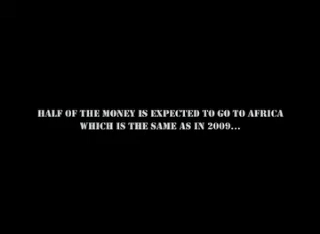 HALF OF THE MONEY IS EXPECTED TO GO TO AFRICA
WHICH IS THE SAME AS IN 2009...